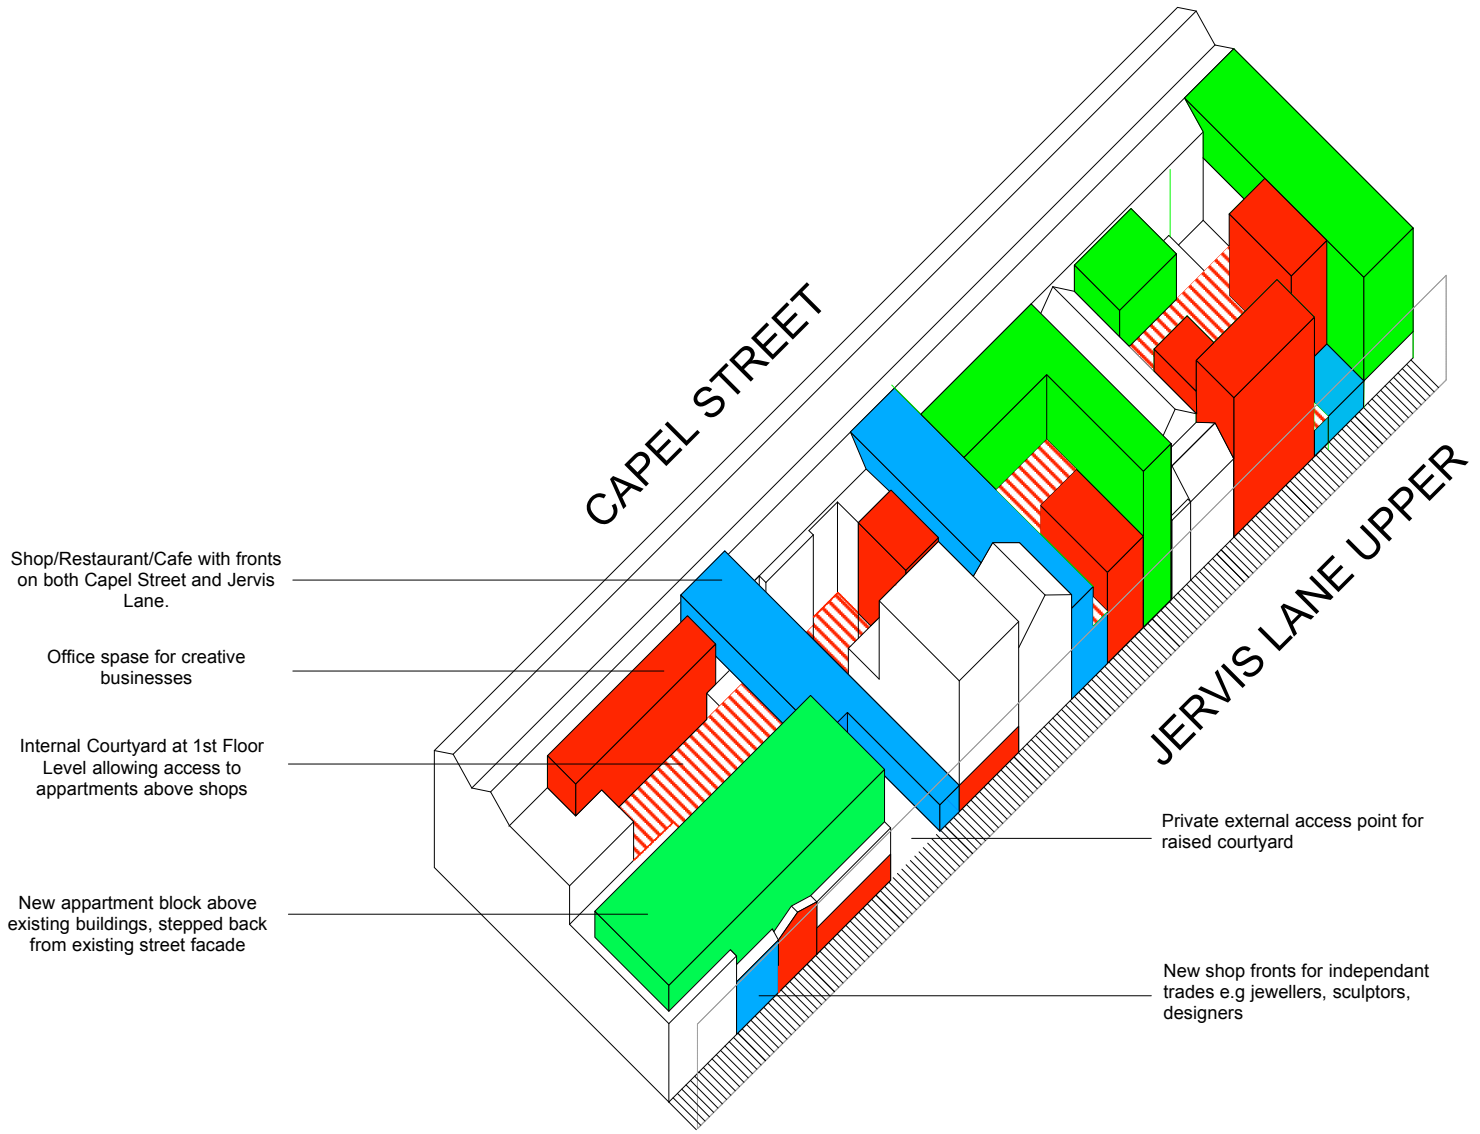 CAPEL STREET
JERVIS LANE UPPER
Shop/Restaurant/Cafe with fronts
on both Capel Street and Jervis
Lane.
Office spase for creative
businesses
Internal Courtyard at 1st Floor
Level allowing access to
appartments above shops
New appartment block above
existing buildings, stepped back
from existing street facade
Private external access point for
raised courtyard
New shop fronts for independant
trades e.g jewellers, sculptors,
designers